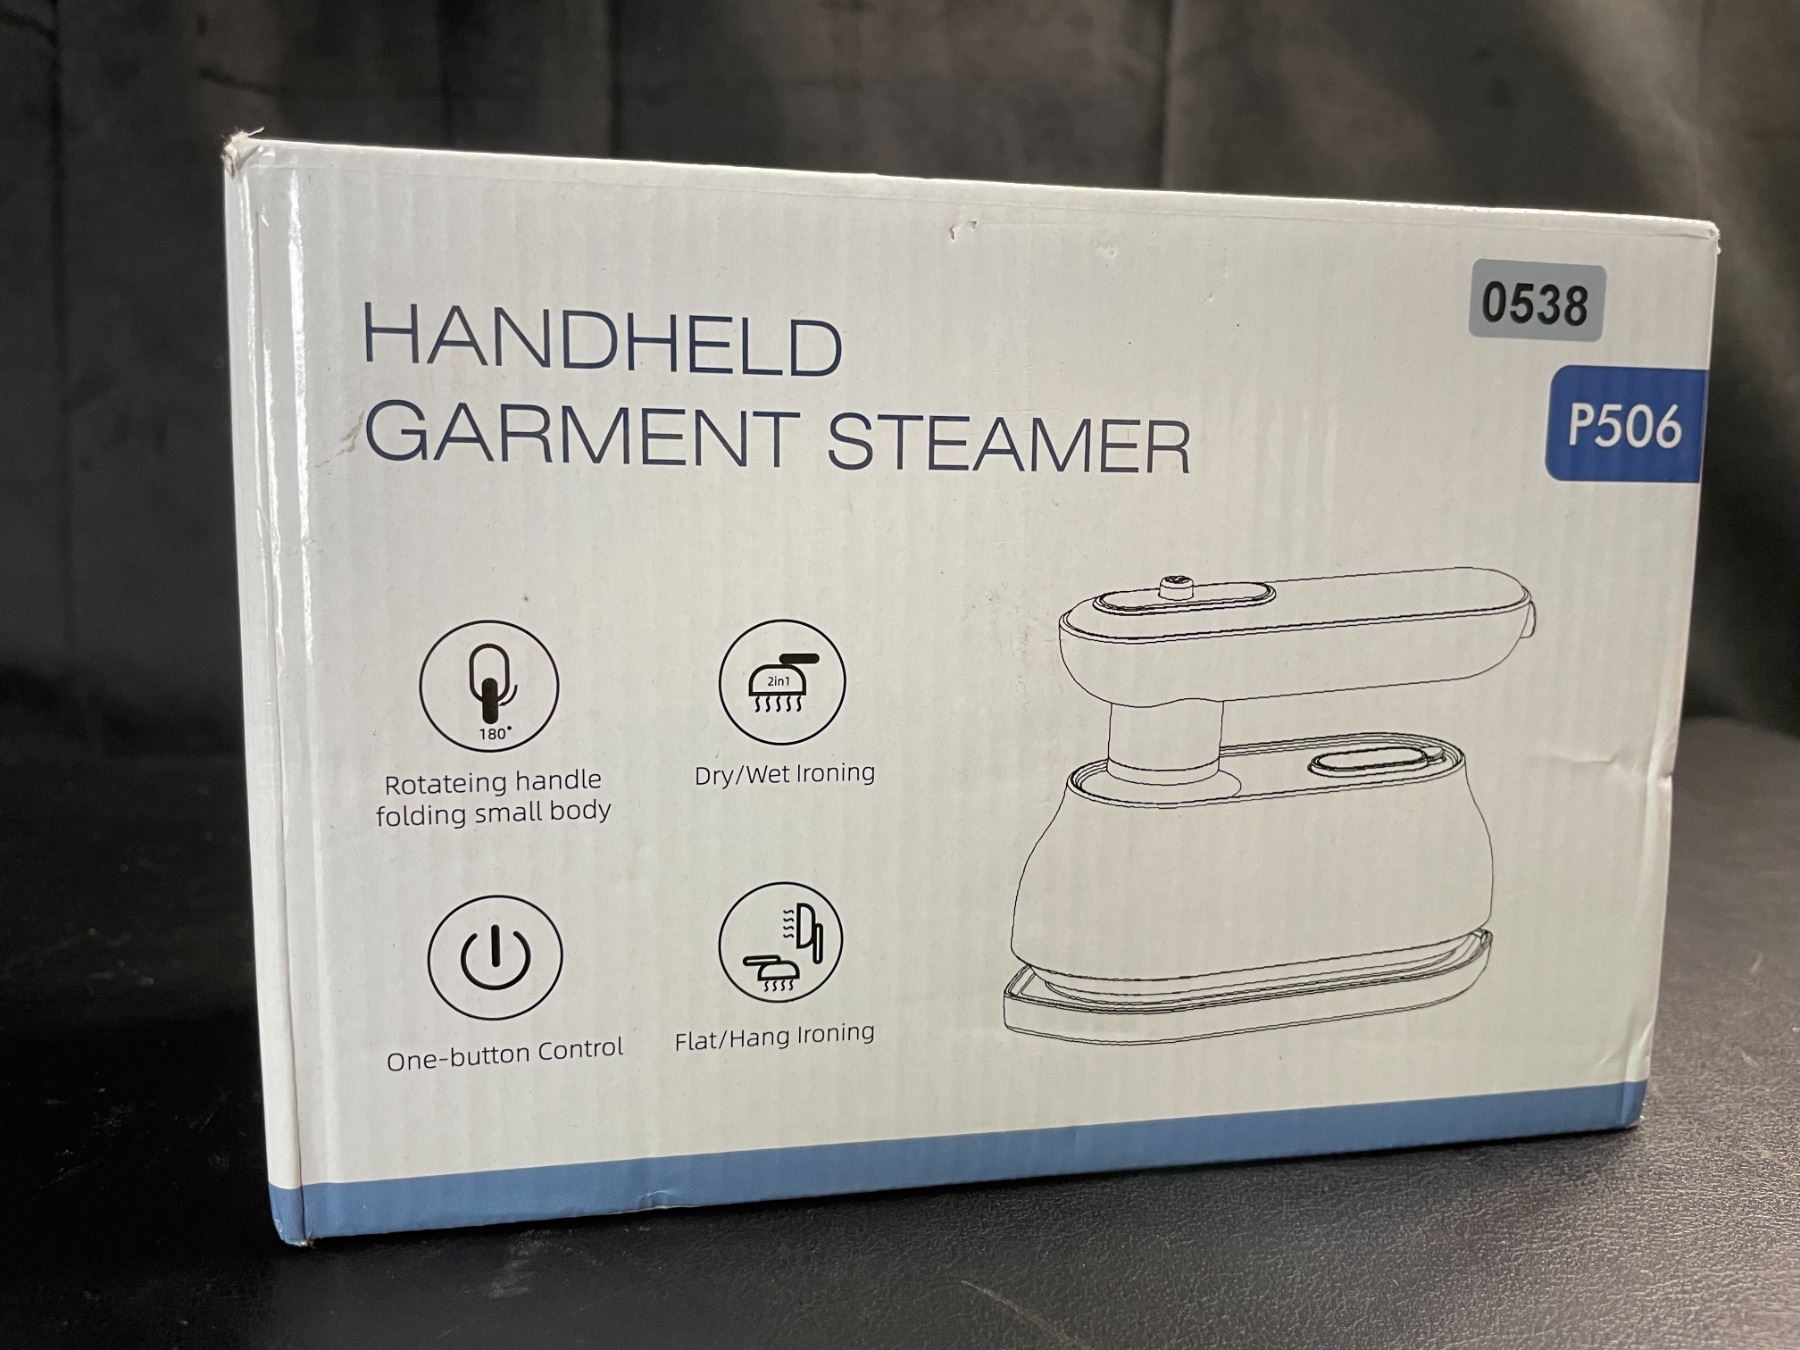 HANDHELD
GARMENT STEAMER
0538
P506
180°
Rotateing handle
folding small body
2in1
Dry/Wet Ironing
One-button Control
Flat/Hang Ironing